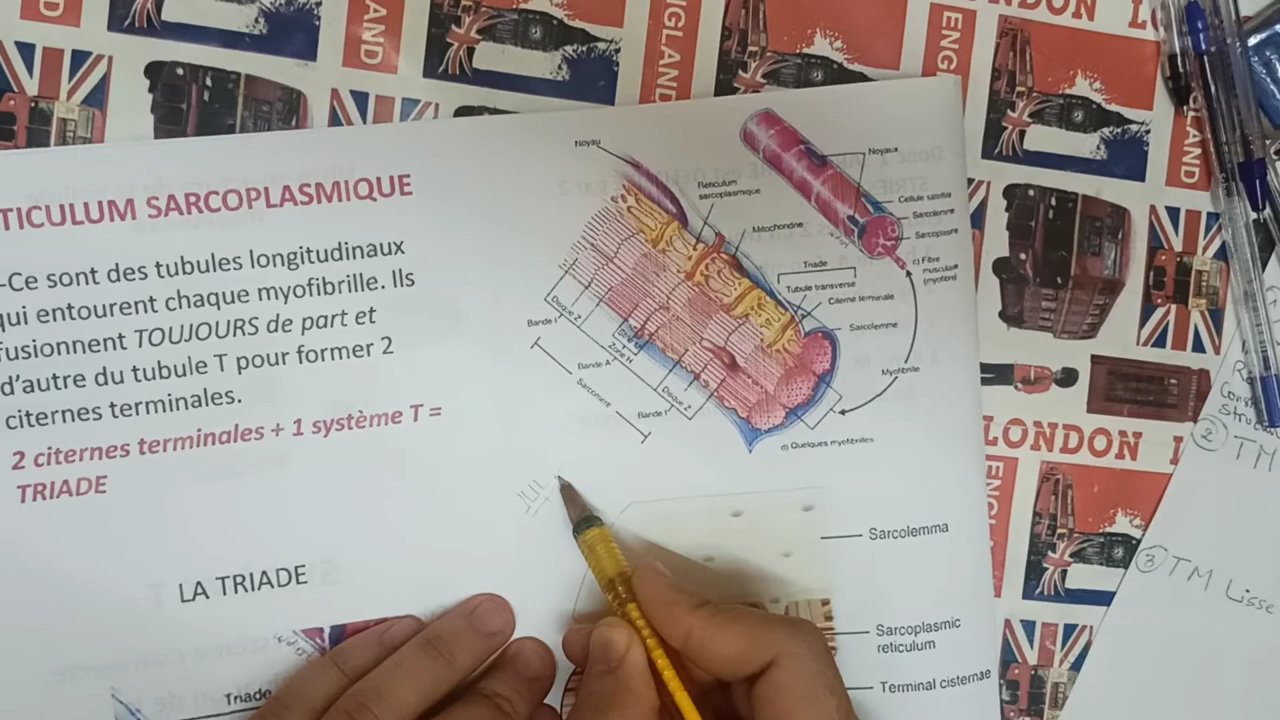 TICULUM SARCOPLASMIQUE
-Ce sont des tubules longitudinaux
qui entourent chaque myofibrille. Ils
fusionnent TOUJOURS de part et
d'autre du tubule T pour former 2
citernes terminales.
2 citernes terminales + 1 système T =
TRIADE
LA TRIADE
Triade
Noyau
Réticulum
sarcoplasmique
Mitochondrie
Noyaux
Cellule satellite
Sarcolemme
Sarcoplasme
c) Fibre
musculaire
(myofibre)
Triade
Tubule transverse
Citerne terminale
Sarcolemme
Myofibrille
Disque Z
Bande I
Strie M
Zone H
Bande A
Sarcomère
Disque Z
Bande I
d) Quelques myofibrilles
Sarcolemma
Sarcoplasmic
reticulum
Terminal cisternae
② TM
③ TM Lisse
ENGLAND
LONDON
ENGLAND
LONDON
ENGLAND